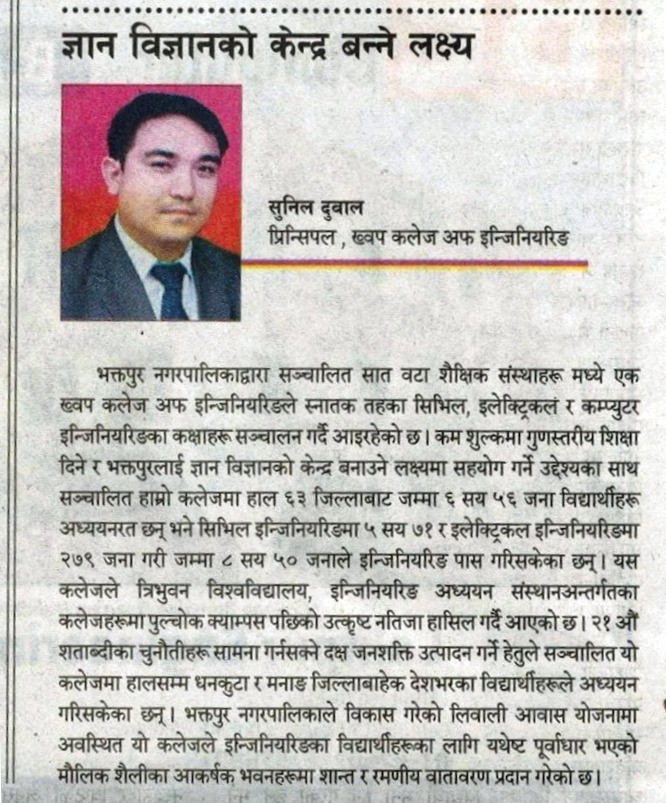 ज्ञान विज्ञानको केन्द्र बन्ने लक्ष्य
सुनिल दुवाल
प्रिन्सिपल , ख्वप कलेज अफ इन्जिनियरिङ
भक्तपुर नगरपालिकाद्वारा सञ्चालित सात वटा शैक्षिक संस्थाहरू मध्ये एक
ख्वप कलेज अफ इन्जिनियरिङले स्नातक तहका सिभिल, इलेक्ट्रिकल र कम्प्युटर
इन्जिनियरिङका कक्षाहरू सञ्चालन गर्दै आइरहेको छ । कम शुल्कमा गुणस्तरीय शिक्षा
दिने र भक्तपुरलाई ज्ञान विज्ञानको केन्द्र बनाउने लक्ष्यमा सहयोग गर्ने उद्देश्यका साथ
सञ्चालित हाम्रो कलेजमा हाल ६३ जिल्लाबाट जम्मा ६ सय ५६ जना विद्यार्थीहरू
अध्ययनरत छन् भने सिभिल इन्जिनियरिङमा ५ सय ७१ र इलेक्ट्रिकल इन्जिनियरिङमा
२७९ जना गरी जम्मा ८ सय ५० जनाले इन्जिनियरिङ पास गरिसकेका छन् । यस
कलेजले त्रिभुवन विश्वविद्यालय, इन्जिनियरिङ अध्ययन संस्थानअन्तर्गतका
कलेजहरूमा पुल्चोक क्याम्पस पछिको उत्कृष्ट नतिजा हासिल गर्दै आएको छ । २१ औं
शताब्दीका चुनौतीहरू सामना गर्नसक्ने दक्ष जनशक्ति उत्पादन गर्ने हेतुले सञ्चालित यो
कलेजमा हालसम्म धनकुटा र मनाङ जिल्लाबाहेक देशभरका विद्यार्थीहरूले अध्ययन
गरिसकेका छन् । भक्तपुर नगरपालिकाले विकास गरेको लिवाली आवास योजनामा
अवस्थित यो कलेजले इन्जिनियरिङका विद्यार्थीहरूका लागि यथेष्ट पूर्वाधार भएको
मौलिक शैलीका आकर्षक भवनहरूमा शान्त र रमणीय वातावरण प्रदान गरेको छ ।